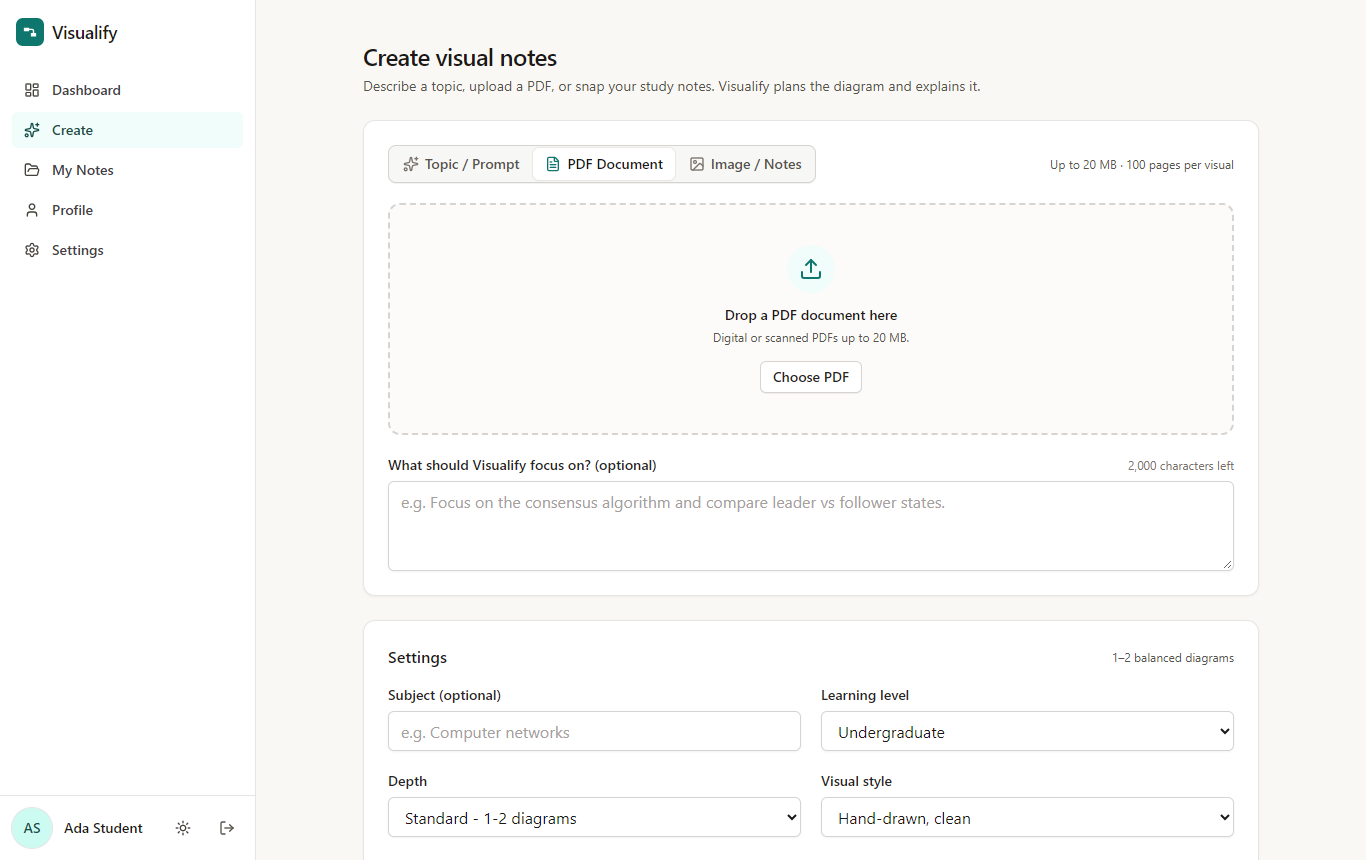 Visualify
Dashboard
Create
My Notes
Profile
Settings
AS
Ada Student
Create visual notes
Describe a topic, upload a PDF, or snap your study notes. Visualify plans the diagram and explains it.
Topic / Prompt
PDF Document
Image / Notes
Up to 20 MB · 100 pages per visual
Drop a PDF document here
Digital or scanned PDFs up to 20 MB.
Choose PDF
What should Visualify focus on? (optional)
2,000 characters left
e.g. Focus on the consensus algorithm and compare leader vs follower states.
Settings
1–2 balanced diagrams
Subject (optional)
Learning level
e.g. Computer networks
Undergraduate
Depth
Visual style
Standard - 1-2 diagrams
Hand-drawn, clean